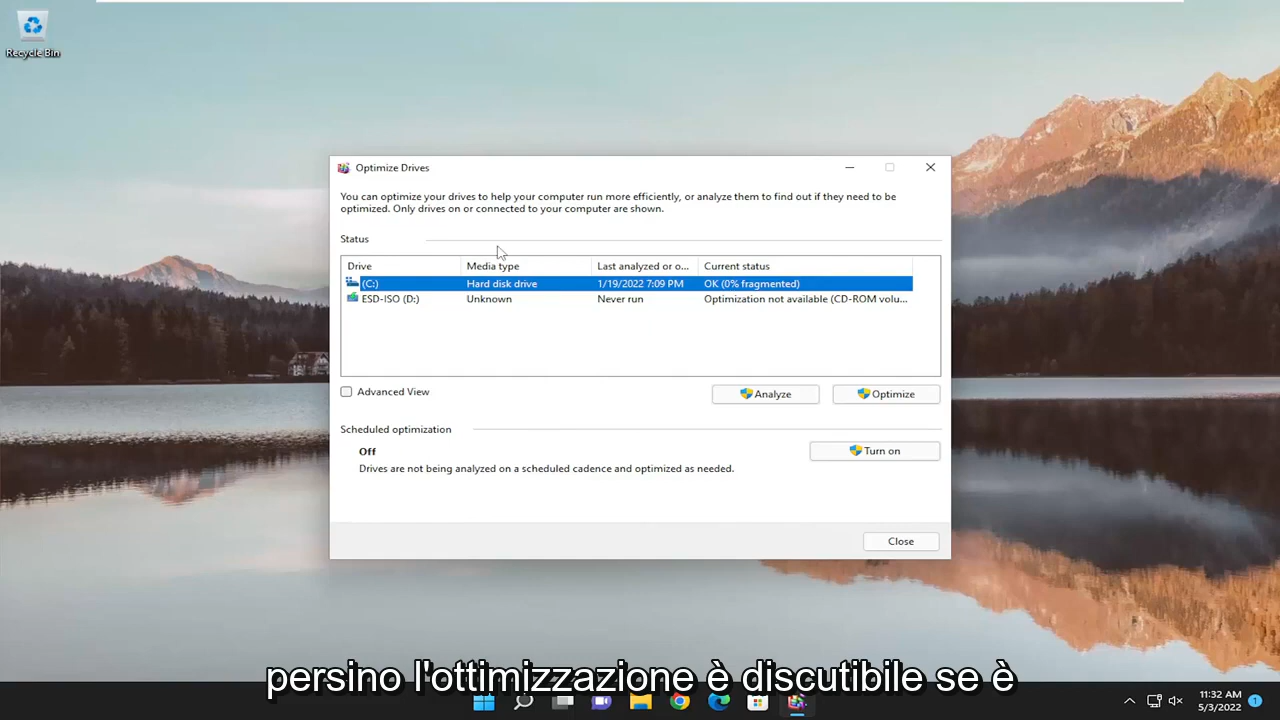 Recycle Bin
Optimize Drives
You can optimize your drives to help your computer run more efficiently, or analyze them to find out if they need to be
optimized. Only drives on or connected to your computer are shown.
Status
Drive Media type Last analyzed or o... Current status
(C:) Hard disk drive 1/19/2022 7:09 PM OK (0% fragmented)
ESD-ISO (D:) Unknown Never run Optimization not available (CD-ROM volu...
Advanced View Analyze Optimize
Scheduled optimization
Off Turn on
Drives are not being analyzed on a scheduled cadence and optimized as needed.
Close
persino l'ottimizzazione è discutibile se è
11:32 AM
5/3/2022
1